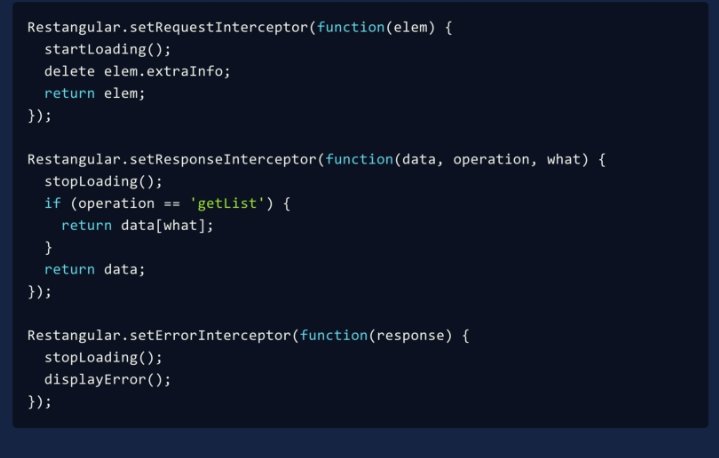 Restangular.setRequestInterceptor(function(elem) {
  startLoading();
  delete elem.extraInfo;
  return elem;
});
Restangular.setResponseInterceptor(function(data, operation, what) {
  stopLoading();
  if (operation == 'getList') {
    return data[what];
  }
  return data;
});
Restangular.setErrorInterceptor(function(response) {
  stopLoading();
  displayError();
});